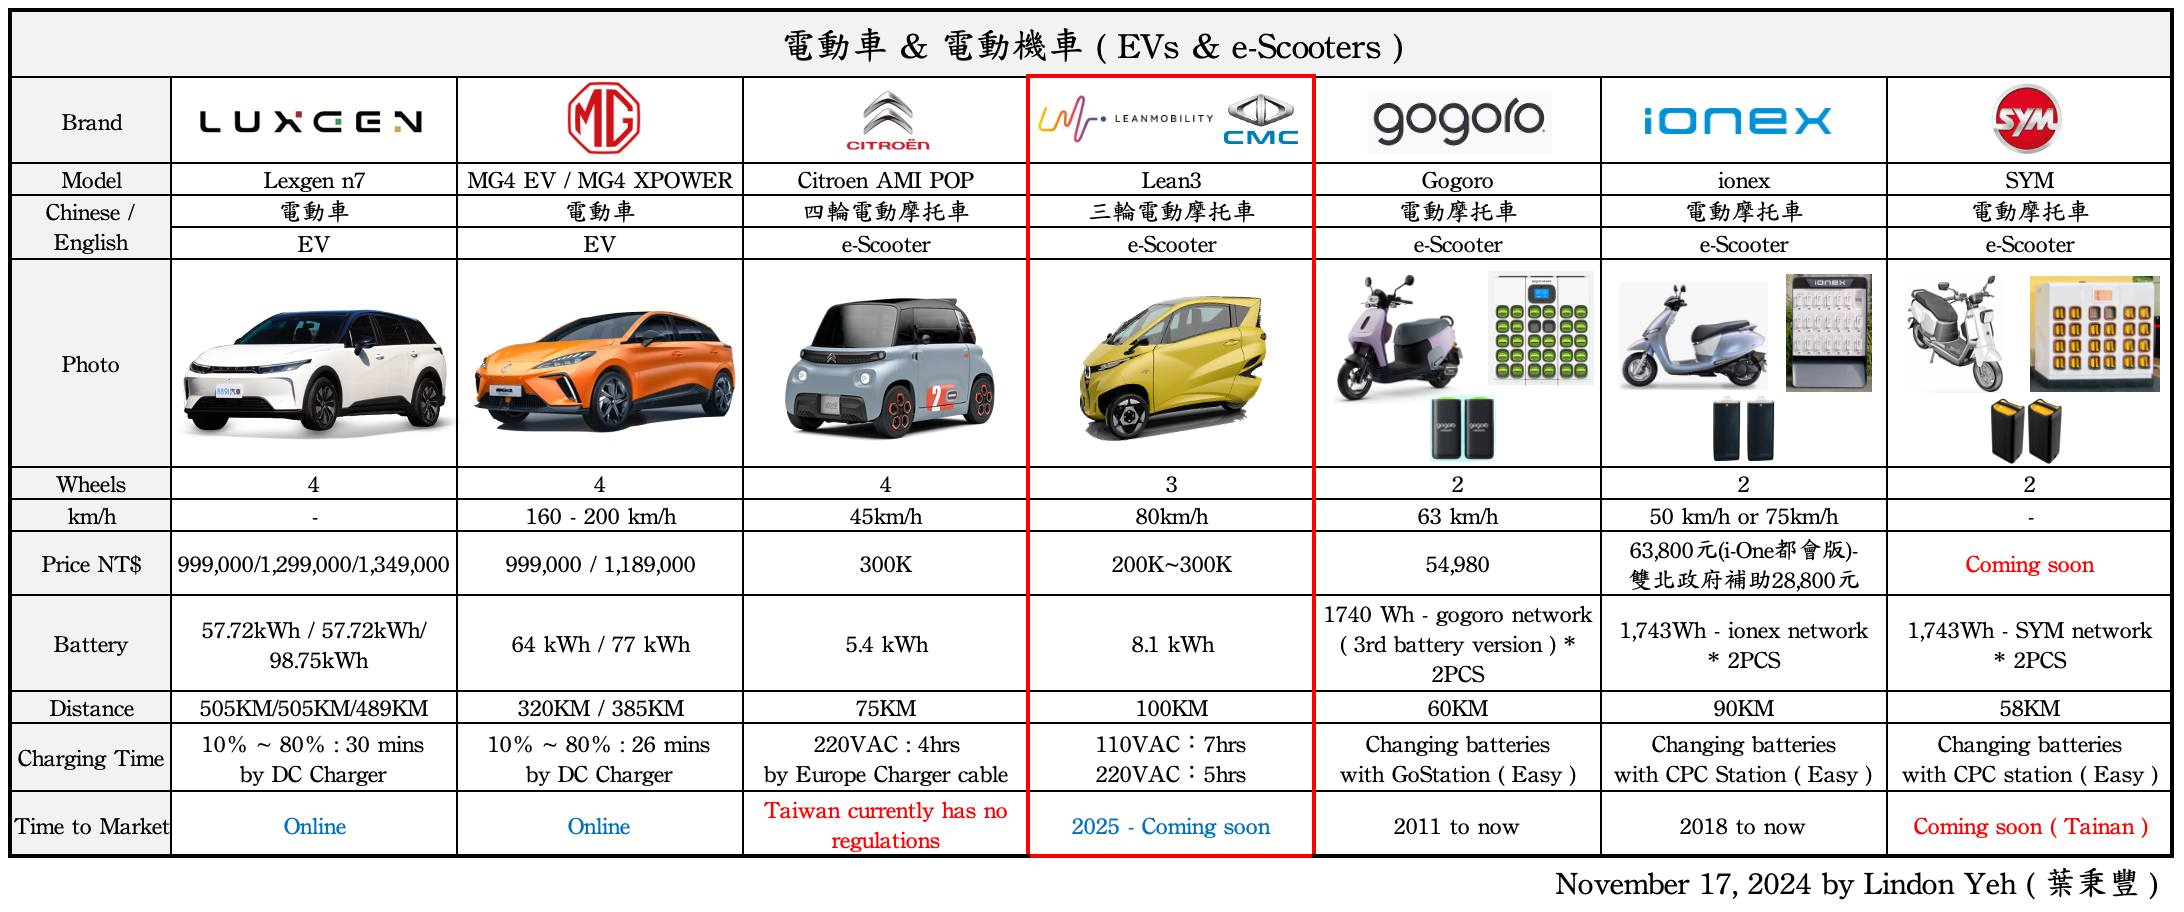 電動車 & 電動機車 ( EVs & e-Scooters )
Brand
LUXGEN
MG
CITROËN
LEANMOBILITY
CMC
gogoro
ionex
SYM
Model
Lexgen n7
MG4 EV / MG4 XPOWER
Citroen AMI POP
Lean3
Gogoro
ionex
SYM
Chinese /
English
電動車
電動車
四輪電動摩托車
三輪電動摩托車
電動摩托車
電動摩托車
電動摩托車
EV
EV
e-Scooter
e-Scooter
e-Scooter
e-Scooter
e-Scooter
Photo
8891汽車
2
ionex
gogoro
gogoro
Wheels
4
4
4
3
2
2
2
km/h
-
160 - 200 km/h
45km/h
80km/h
63 km/h
50 km/h or 75km/h
-
Price NT$
999,000/1,299,000/1,349,000
999,000 / 1,189,000
300K
200K~300K
54,980
63,800元(i-One都會版)-
雙北政府補助28,800元
Coming soon
Battery
57.72kWh / 57.72kWh/
98.75kWh
64 kWh / 77 kWh
5.4 kWh
8.1 kWh
1740 Wh - gogoro network
( 3rd battery version ) *
2PCS
1,743Wh - ionex network
* 2PCS
1,743Wh - SYM network
* 2PCS
Distance
505KM/505KM/489KM
320KM / 385KM
75KM
100KM
60KM
90KM
58KM
Charging Time
10% ~ 80% : 30 mins
by DC Charger
10% ~ 80% : 26 mins
by DC Charger
220VAC : 4hrs
by Europe Charger cable
110VAC：7hrs
220VAC：5hrs
Changing batteries
with GoStation ( Easy )
Changing batteries
with CPC Station ( Easy )
Changing batteries
with CPC station ( Easy )
Time to Market
Online
Online
Taiwan currently has no
regulations
2025 - Coming soon
2011 to now
2018 to now
Coming soon ( Tainan )
November 17, 2024 by Lindon Yeh ( 葉秉豐 )